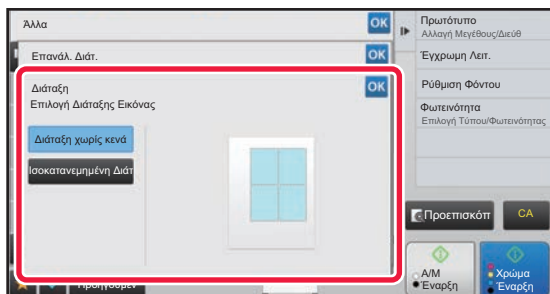 Άλλα
OK
Επανάλ. Διάτ.
OK
Διάταξη
OK
Επιλογή Διάταξης Εικόνας
Διάταξη χωρίς κενά
Ισοκατανεμημένη Διάτ
Πρωτότυπο
Αλλαγή Μεγέθους/Διεύθ
Έγχρωμη Λειτ.
Ρύθμιση Φόντου
Φωτεινότητα
Επιλογή Τύπου/Φωτεινότητας
Προεπισκόπ
CA
Α/Μ
Έναρξη
Χρώμα
Έναρξη